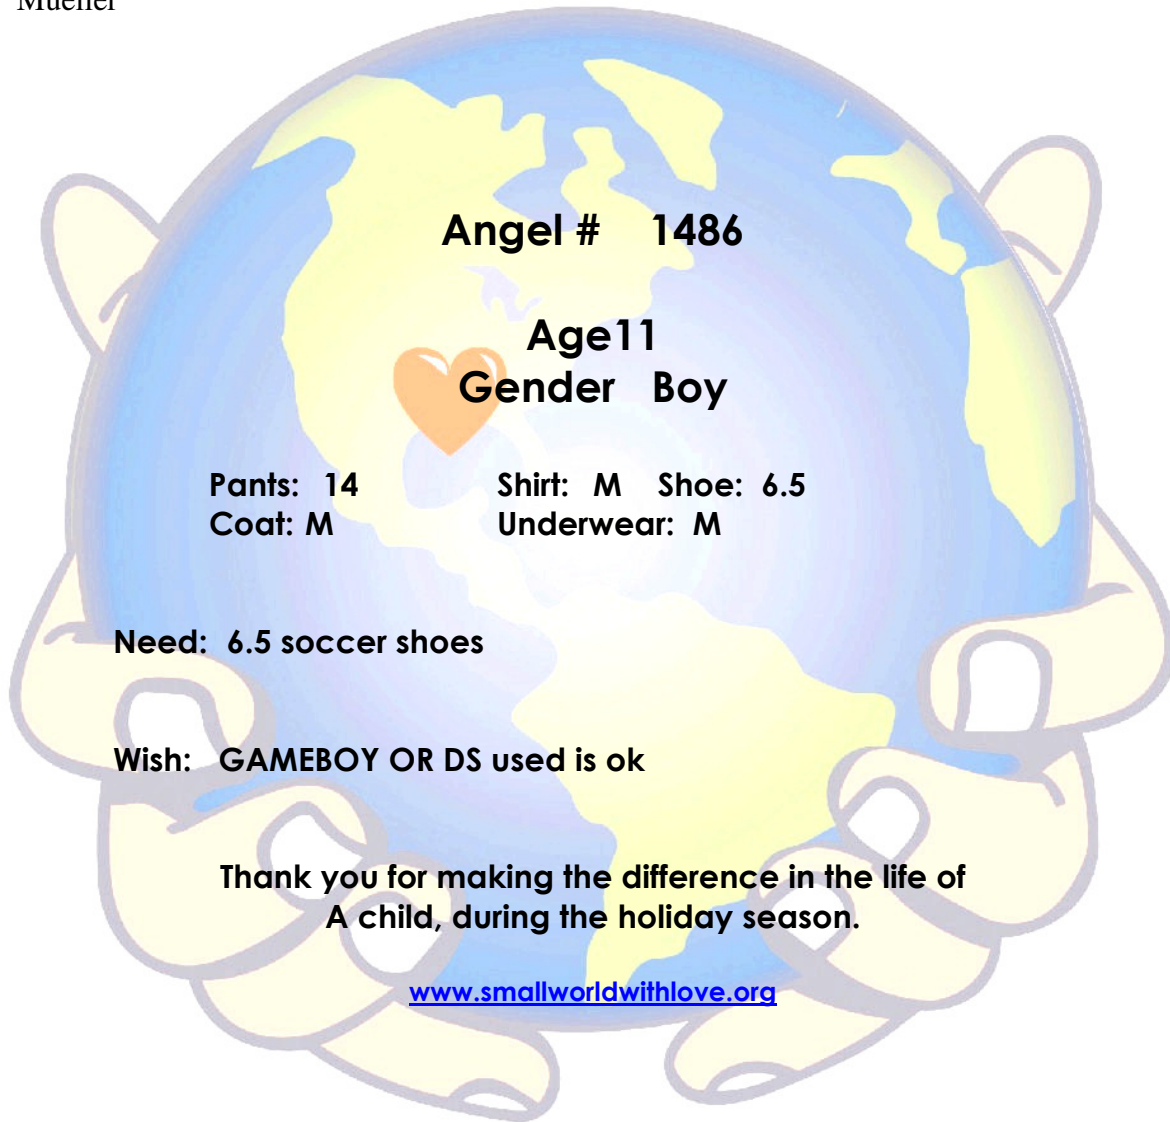 Mueller
Angel # 1486
Age11
Gender Boy
Pants: 14 Shirt: M Shoe: 6.5
Coat: M Underwear: M
Need: 6.5 soccer shoes
Wish: GAMEBOY OR DS used is ok
Thank you for making the difference in the life of
A child, during the holiday season.
www.smallworldwithlove.org